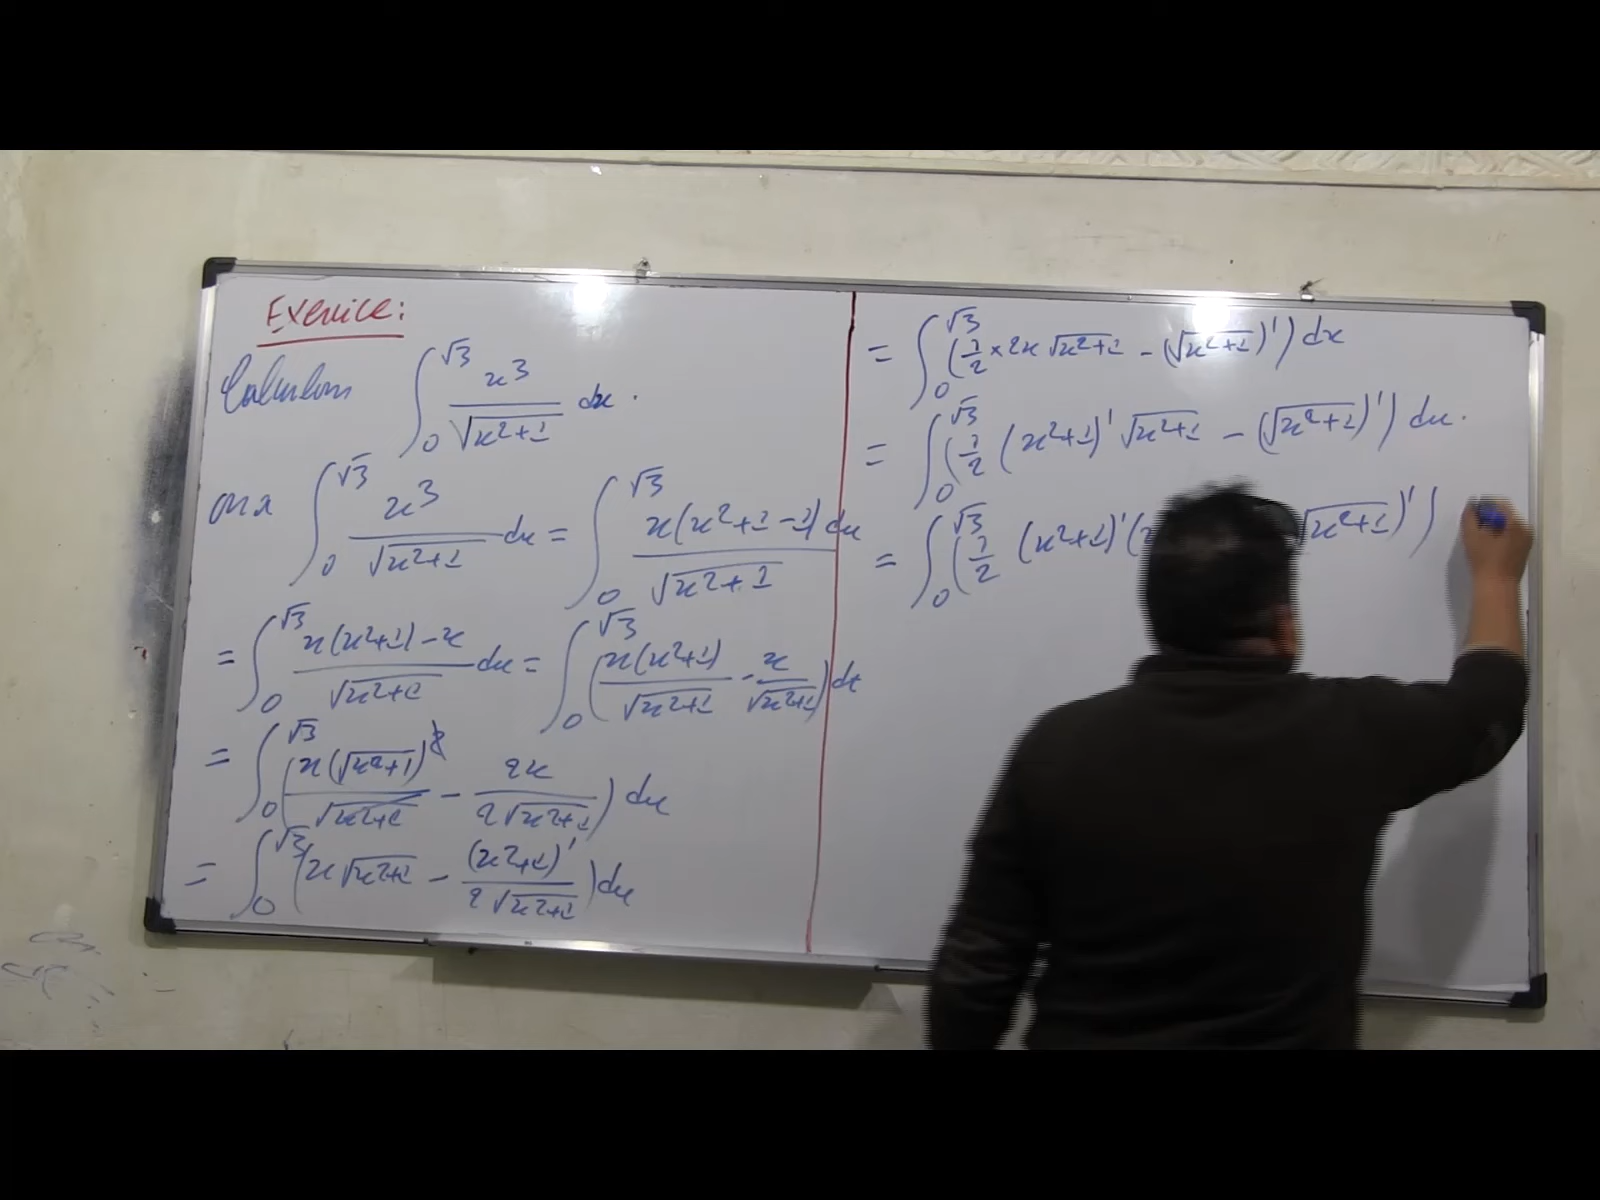 Exercice:
Calculons ∫₀^√3 x³/√(x²+1) dx.
on a ∫₀^√3 x³/√(x²+1) dx = ∫₀^√3 x(x²+1-1)/√(x²+1) dx
= ∫₀^√3 (x(x²+1)-x)/√(x²+1) dx = ∫₀^√3 (x(x²+1)/√(x²+1) - x/√(x²+1)) dx
= ∫₀^√3 (x(√(x²+1))²/√(x²+1) - 2x/(2√(x²+1))) dx
= ∫₀^√3 (x√(x²+1) - (x²+1)'/(2√(x²+1))) dx
= ∫₀^√3 (1/2 × 2x √(x²+1) - (√(x²+1))') dx
= ∫₀^√3 (1/2 (x²+1)' √(x²+1) - (√(x²+1))') dx.
= ∫₀^√3 (1/2 (x²+1)' ( √(x²+1))')